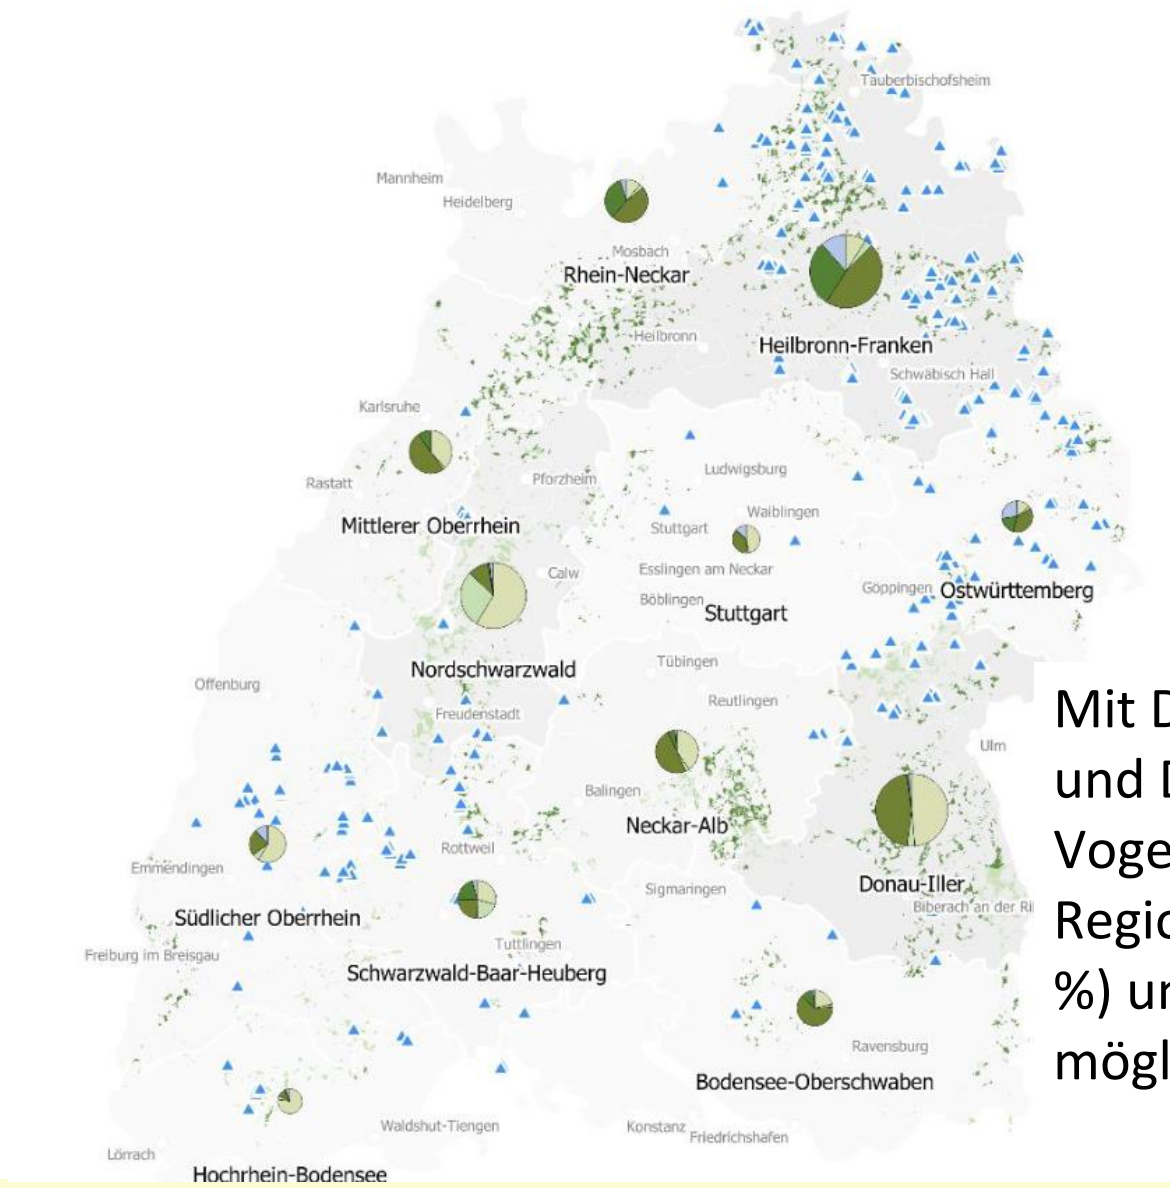 Tauberbischofsheim
Mannheim
Heidelberg
Mosbach
Rhein-Neckar
Heilbronn
Heilbronn-Franken
Schwäbisch Hall
Karlsruhe
Ludwigsburg
Rastatt
Pforzheim
Waiblingen
Mittlerer Oberrhein
Stuttgart
Calw
Esslingen am Neckar
Göppingen
Ostwürttemberg
Böblingen
Stuttgart
Nordschwarzwald
Tübingen
Offenburg
Reutlingen
Freudenstadt
Ulm
Balingen
Neckar-Alb
Rottweil
Emmendingen
Sigmaringen
Donau-Iller
Biberach an der Ri
Südlicher Oberrhein
Tuttlingen
Freiburg im Breisgau
Schwarzwald-Baar-Heuberg
Ravensburg
Bodensee-Oberschwaben
Waldshut-Tiengen
Konstanz
Friedrichshafen
Lörrach
Hochrhein-Bodensee
Mit D
und D
Voge
Regio
%) un
mögl